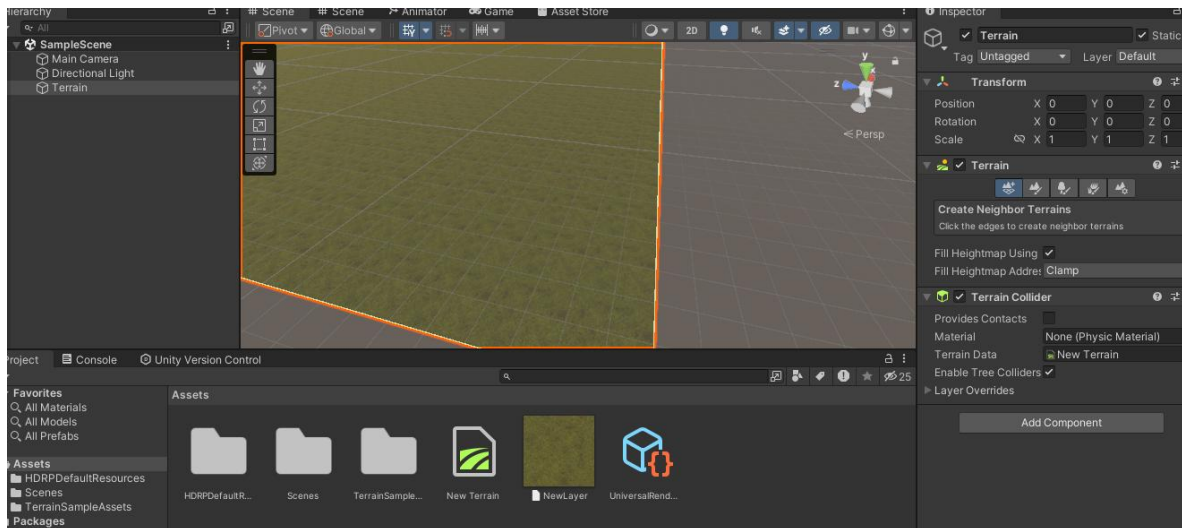 Hierarchy
# Scene
# Scene
Animator
Game
Asset Store
Inspector
All
Pivot
Global
2D
SampleScene
Main Camera
Directional Light
Terrain
y
z
Persp
Terrain
Static
Tag Untagged
Layer Default
Transform
Position X 0 Y 0 Z 0
Rotation X 0 Y 0 Z 0
Scale X 1 Y 1 Z 1
Terrain
Create Neighbor Terrains
Click the edges to create neighbor terrains
Fill Heightmap Using
Fill Heightmap Addres Clamp
Terrain Collider
Provides Contacts
Material None (Physic Material)
Terrain Data New Terrain
Enable Tree Colliders
Layer Overrides
Add Component
Project
Console
Unity Version Control
25
Favorites
All Materials
All Models
All Prefabs
Assets
HDRPDefaultResources
Scenes
TerrainSampleAssets
Packages
Assets
HDRPDefaultR...
Scenes
TerrainSample...
New Terrain
NewLayer
UniversalRend...